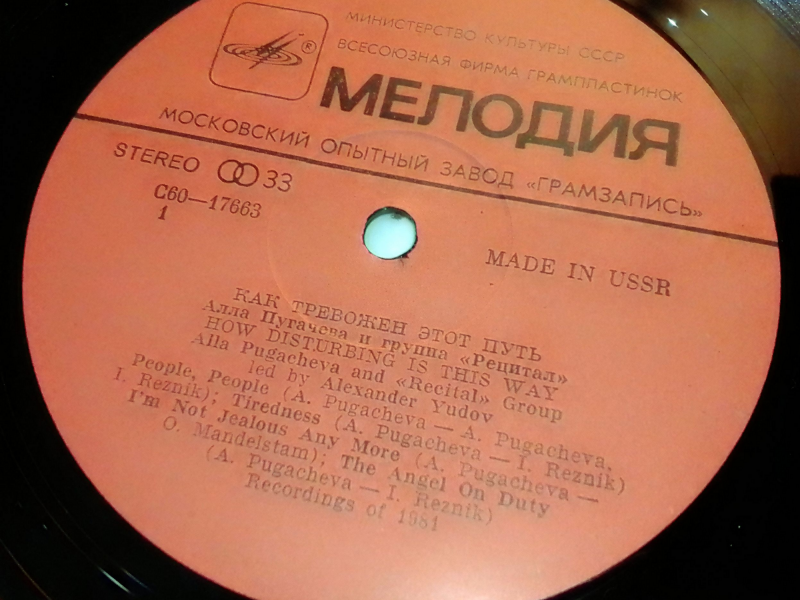 МИНИСТЕРСТВО КУЛЬТУРЫ СССР
ВСЕСОЮЗНАЯ ФИРМА ГРАМПЛАСТИНОК
®
МЕЛОДИЯ
МОСКОВСКИЙ ОПЫТНЫЙ ЗАВОД «ГРАМЗАПИСЬ»
STEREO 33
С60—17663
1
MADE IN USSR
КАК ТРЕВОЖЕН ЭТОТ ПУТЬ
Алла Пугачева и группа «Рецитал»
HOW DISTURBING IS THIS WAY
Alla Pugacheva and «Recital» Group
led by Alexander Yudov
People, People (A. Pugacheva — A. Pugacheva,
I. Reznik); Tiredness (A. Pugacheva — I. Reznik)
I'm Not Jealous Any More (A. Pugacheva —
O. Mandelstam); The Angel On Duty
(A. Pugacheva — I. Reznik)
Recordings of 1981